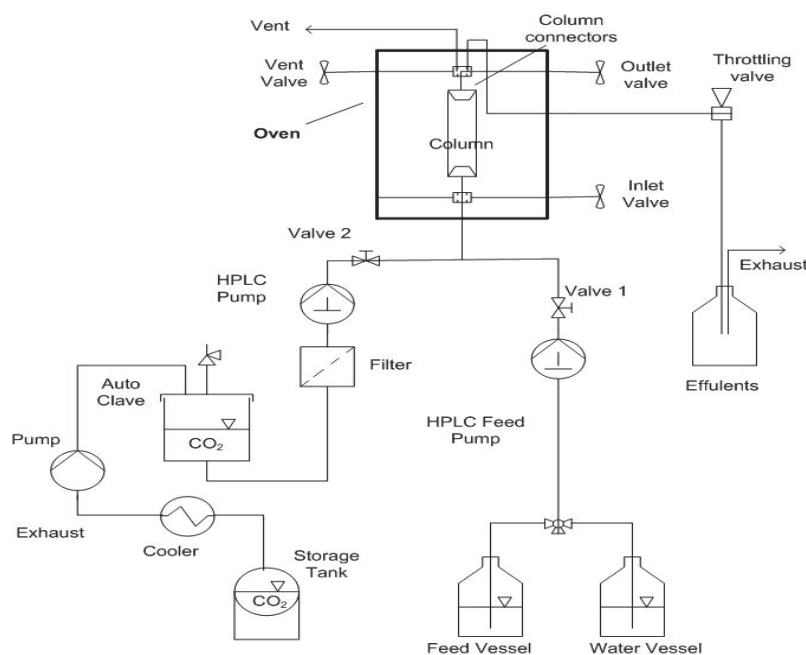 Vent
Column
connectors
Vent
Valve
Outlet
valve
Throttling
valve
Oven
Column
Inlet
Valve
Valve 2
Exhaust
HPLC
Pump
Valve 1
Filter
Effulents
Auto
Clave
CO2
HPLC Feed
Pump
Pump
Exhaust
Cooler
Storage
Tank
CO2
Feed Vessel
Water Vessel